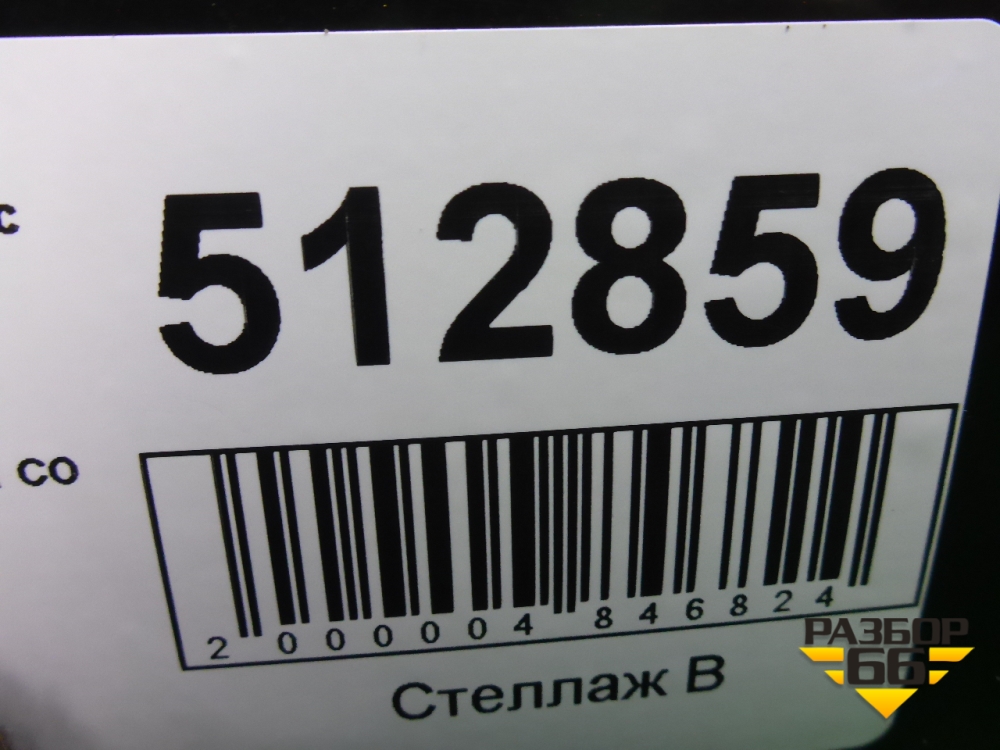 с
512859
со
2 000004 846824
Стеллаж В
РАЗБОР
66